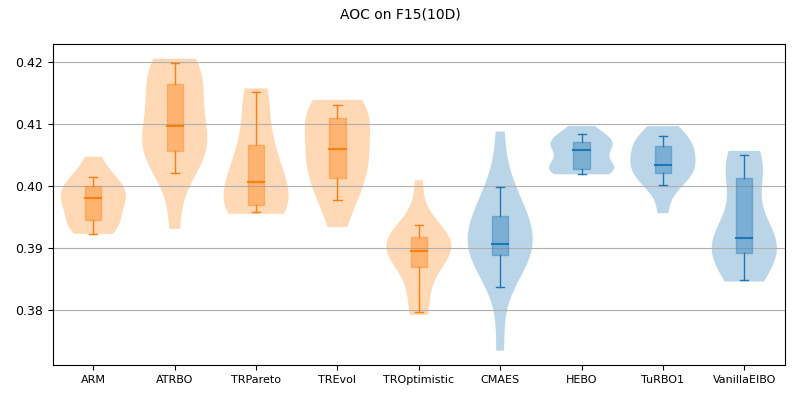 AOC on F15(10D)
0.42
0.41
0.40
0.39
0.38
ARM ATRBO TRPareto TREvol TROptimistic CMAES HEBO TuRBO1 VanillaEIBO